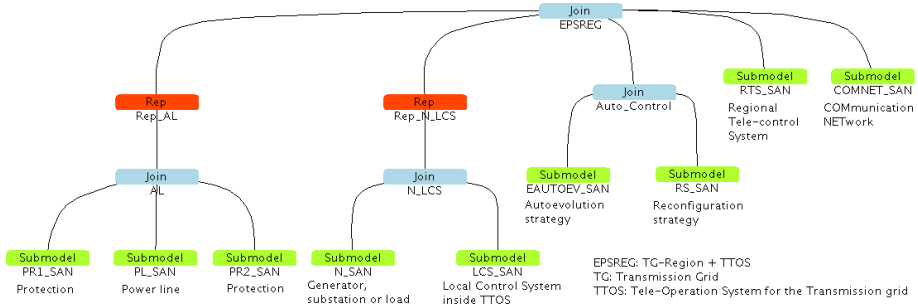 Join
EPSREG
Submodel
RTS_SAN
Regional
Tele-control
System
Submodel
COMNET_SAN
COMmunication
NETwork
Rep
Rep_AL
Rep
Rep_N_LCS
Join
Auto_Control
Join
AL
Join
N_LCS
Submodel
EAUTOEV_SAN
Autoevolution
strategy
Submodel
RS_SAN
Reconfiguration
strategy
Submodel
PR1_SAN
Protection
Submodel
PL_SAN
Power line
Submodel
PR2_SAN
Protection
Submodel
N_SAN
Generator,
substation or load
Submodel
LCS_SAN
Local Control System
inside TTOS
EPSREG: TG-Region + TTOS
TG: Transmission Grid
TTOS: Tele-Operation System for the Transmission grid